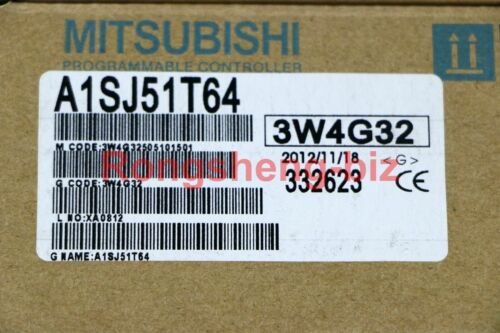 MITSUBISHI
PROGRAMMABLE CONTROLLER
A1SJ51T64
3W4G32
M CODE:3W4G32505101501
2012/11/18 <G>
Rongsheng-biz
G CODE:3W4G32
332623 CE
L NO:XA0812
G NAME:A1SJ51T64